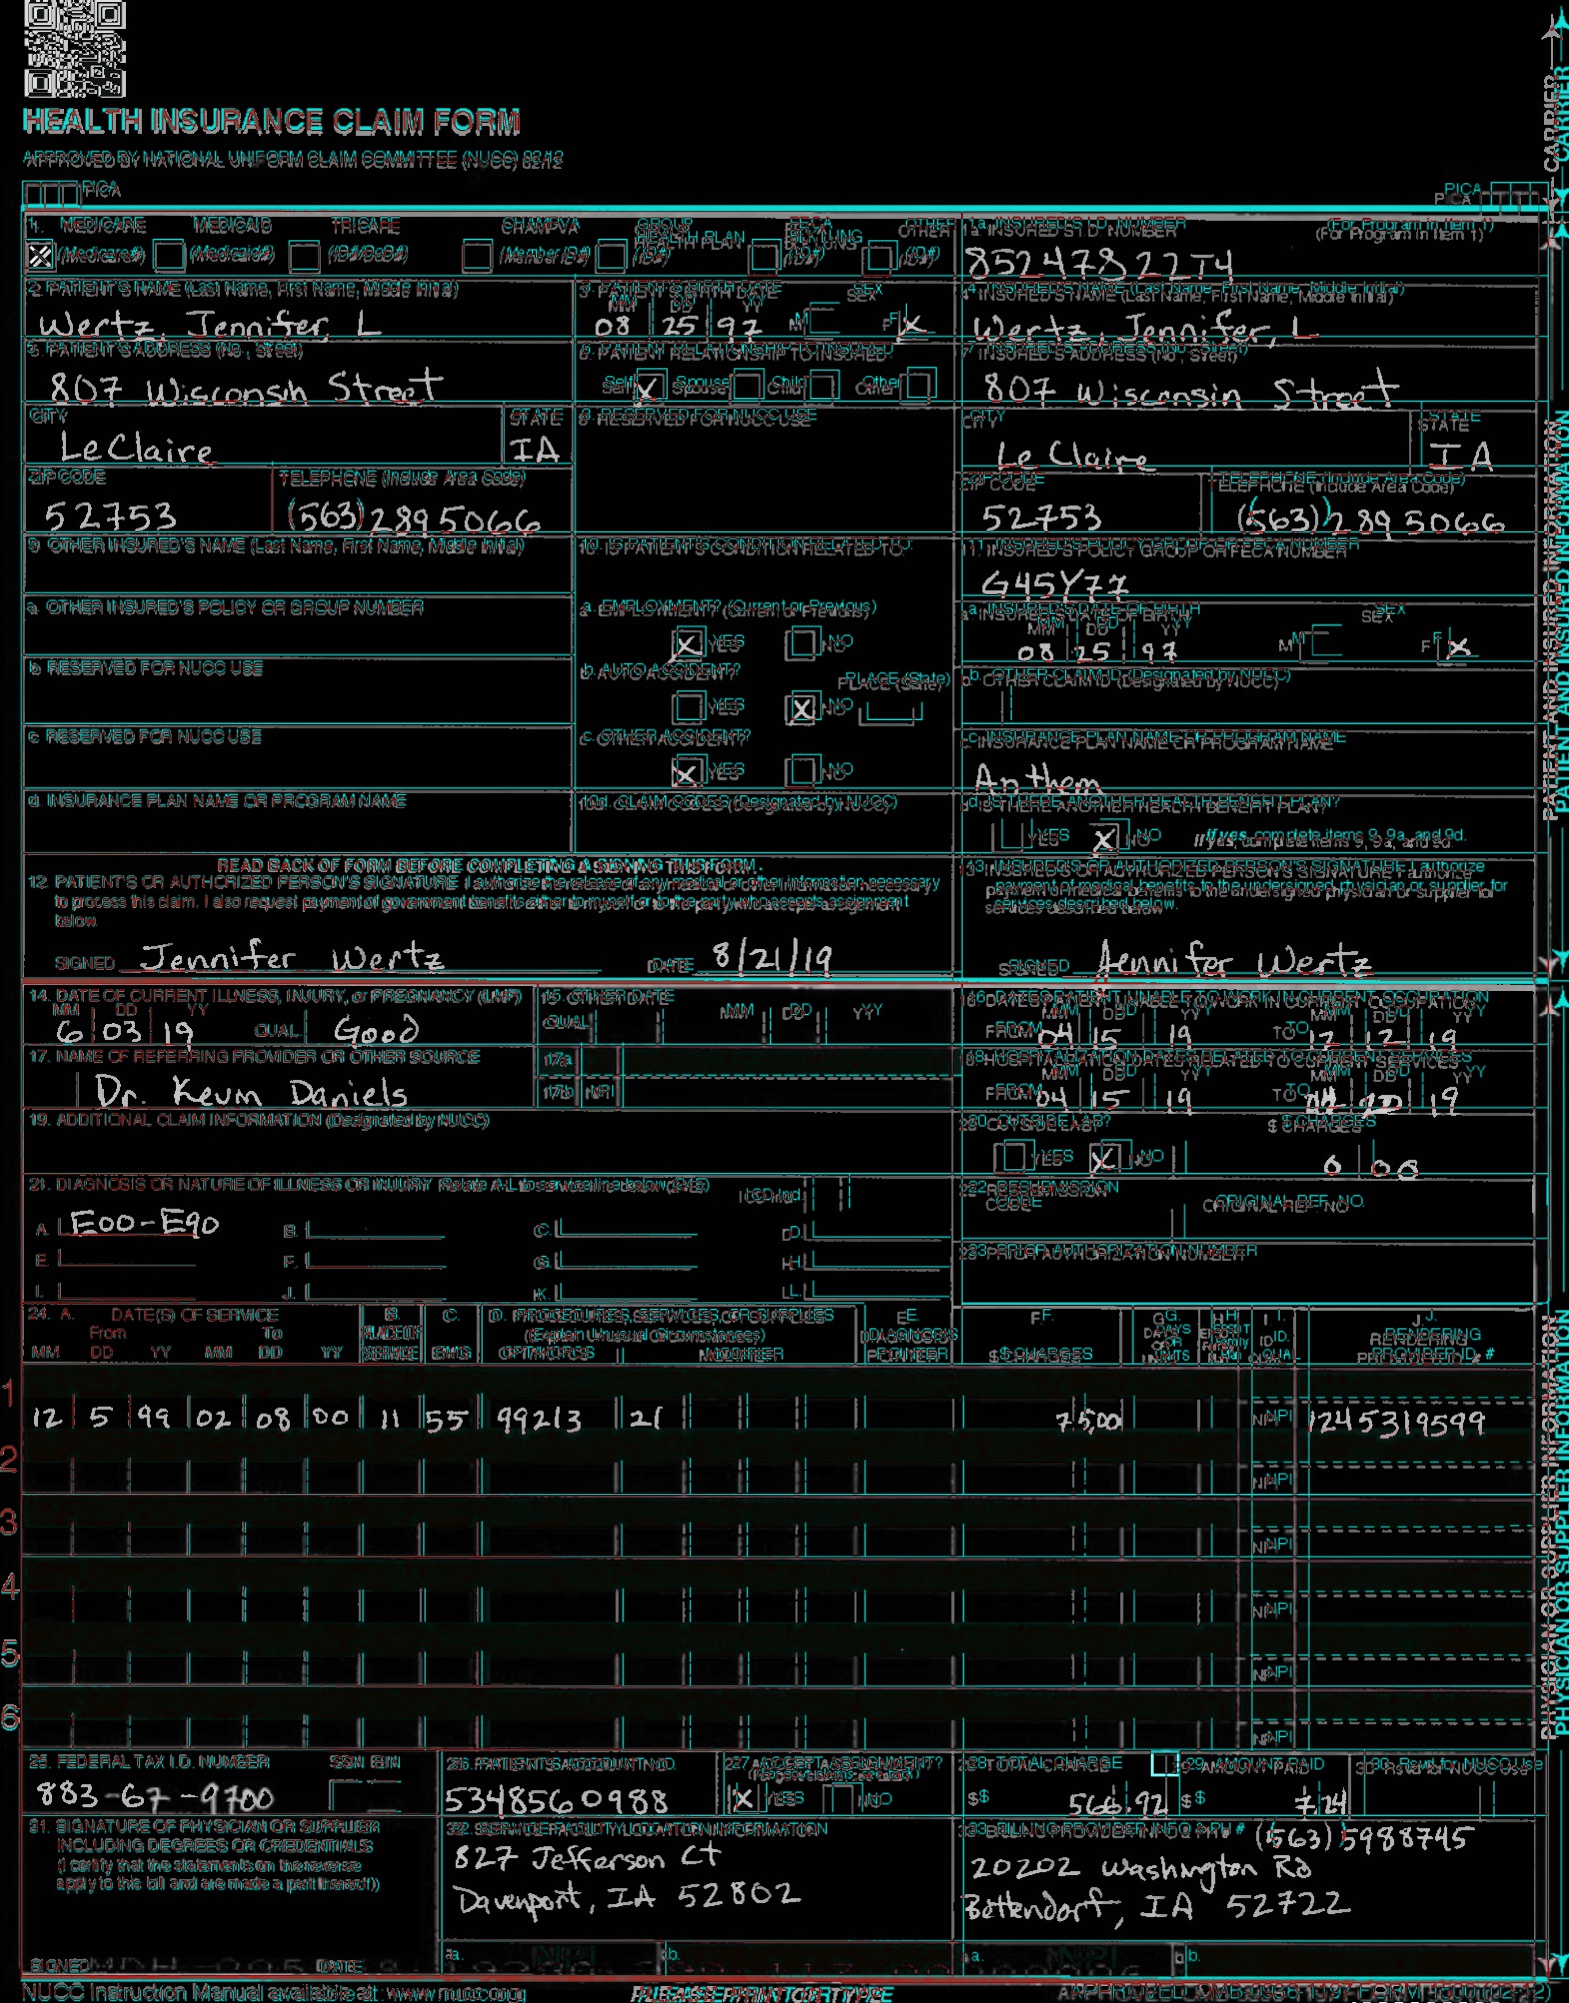 HEALTH INSURANCE CLAIM FORM
APPROVED BY NATIONAL UNIFORM CLAIM COMMITTEE (NUCC) 02/12
PICA
PICA
CARRIER
1. MEDICARE MEDICAID TRICARE CHAMPVA GROUP HEALTH PLAN FECA BLK LUNG OTHER
(Medicare#) (Medicaid#) (ID#/DoD#) (Member ID#) (ID#) (ID#) (ID#)
1a. INSURED'S I.D. NUMBER (For Program in Item 1)
85247822T4
2. PATIENT'S NAME (Last Name, First Name, Middle Initial)
Wertz, Jennifer, L
3. PATIENT'S BIRTH DATE SEX
MM DD YY
08 25 97 M F X
4. INSURED'S NAME (Last Name, First Name, Middle Initial)
Wertz, Jennifer, L
5. PATIENT'S ADDRESS (No., Street)
807 Wisconsin Street
6. PATIENT RELATIONSHIP TO INSURED
Self X Spouse Child Other
7. INSURED'S ADDRESS (No., Street)
807 Wisconsin Street
CITY STATE
LeClaire IA
8. RESERVED FOR NUCC USE
CITY STATE
Le Claire IA
ZIP CODE TELEPHONE (Include Area Code)
52753 (563) 289 5066
ZIP CODE TELEPHONE (Include Area Code)
52753 (563) 289 5066
9. OTHER INSURED'S NAME (Last Name, First Name, Middle Initial)
10. IS PATIENT'S CONDITION RELATED TO:
11. INSURED'S POLICY GROUP OR FECA NUMBER
G45Y77
a. OTHER INSURED'S POLICY OR GROUP NUMBER
a. EMPLOYMENT? (Current or Previous)
X YES NO
a. INSURED'S DATE OF BIRTH SEX
MM DD YY
08 25 97 M F X
b. RESERVED FOR NUCC USE
b. AUTO ACCIDENT? PLACE (State)
YES X NO
b. OTHER CLAIM ID (Designated by NUCC)
c. RESERVED FOR NUCC USE
c. OTHER ACCIDENT?
X YES NO
c. INSURANCE PLAN NAME OR PROGRAM NAME
Anthem
d. INSURANCE PLAN NAME OR PROGRAM NAME
10d. CLAIM CODES (Designated by NUCC)
d. IS THERE ANOTHER HEALTH BENEFIT PLAN?
YES X NO If yes, complete items 9, 9a, and 9d.
READ BACK OF FORM BEFORE COMPLETING & SIGNING THIS FORM.
12. PATIENT'S OR AUTHORIZED PERSON'S SIGNATURE I authorize the release of any medical or other information necessary
to process this claim. I also request payment of government benefits either to myself or to the party who accepts assignment
below.
SIGNED Jennifer Wertz DATE 8/21/19
13. INSURED'S OR AUTHORIZED PERSON'S SIGNATURE I authorize
payment of medical benefits to the undersigned physician or supplier for
services described below.
SIGNED Jennifer Wertz
PATIENT AND INSURED INFORMATION
14. DATE OF CURRENT ILLNESS, INJURY, or PREGNANCY (LMP)
MM DD YY
6 03 19 QUAL. Good
15. OTHER DATE
QUAL. MM DD YY
16. DATES PATIENT UNABLE TO WORK IN CURRENT OCCUPATION
MM DD YY MM DD YY
FROM 04 15 19 TO 12 12 19
17. NAME OF REFERRING PROVIDER OR OTHER SOURCE
Dr. Kevin Daniels
17a.
17b. NPI
18. HOSPITALIZATION DATES RELATED TO CURRENT SERVICES
MM DD YY MM DD YY
FROM 04 15 19 TO 19
19. ADDITIONAL CLAIM INFORMATION (Designated by NUCC)
20. OUTSIDE LAB? $ CHARGES
YES X NO 0 00
21. DIAGNOSIS OR NATURE OF ILLNESS OR INJURY Relate A-L to service line below (24E) ICD Ind.
A. E00-E90 B. C. D.
E. F. G. H.
I. J. K. L.
22. RESUBMISSION CODE ORIGINAL REF. NO.
23. PRIOR AUTHORIZATION NUMBER
24. A. DATE(S) OF SERVICE B. C. D. PROCEDURES, SERVICES, OR SUPPLIES E. F. G. H. I. J.
From To PLACE OF (Explain Unusual Circumstances) DIAGNOSIS DAYS OR EPSDT Family ID. RENDERING
MM DD YY MM DD YY SERVICE EMG CPT/HCPCS MODIFIER POINTER $ CHARGES UNITS Plan QUAL. PROVIDER ID. #
1
12 5 99 02 08 00 11 55 99213 21 7500 NPI 1245319599
2
NPI
3
NPI
4
NPI
5
NPI
6
NPI
PHYSICIAN OR SUPPLIER INFORMATION
25. FEDERAL TAX I.D. NUMBER SSN EIN
883-67-9700
26. PATIENT'S ACCOUNT NO.
5348560988
27. ACCEPT ASSIGNMENT?
(For govt. claims, see back)
X YES NO
28. TOTAL CHARGE
$ 566.92
29. AMOUNT PAID
$ 7.24
30. Rsvd for NUCC Use
31. SIGNATURE OF PHYSICIAN OR SUPPLIER
INCLUDING DEGREES OR CREDENTIALS
(I certify that the statements on the reverse
apply to this bill and are made a part thereof.)
SIGNED DATE
32. SERVICE FACILITY LOCATION INFORMATION
827 Jefferson Ct
Davenport, IA 52802
a. NPI b.
33. BILLING PROVIDER INFO & PH # (563) 5988745
20202 Washington Rd
Bettendorf, IA 52722
a. NPI b.
NUCC Instruction Manual available at: www.nucc.org
PLEASE PRINT OR TYPE